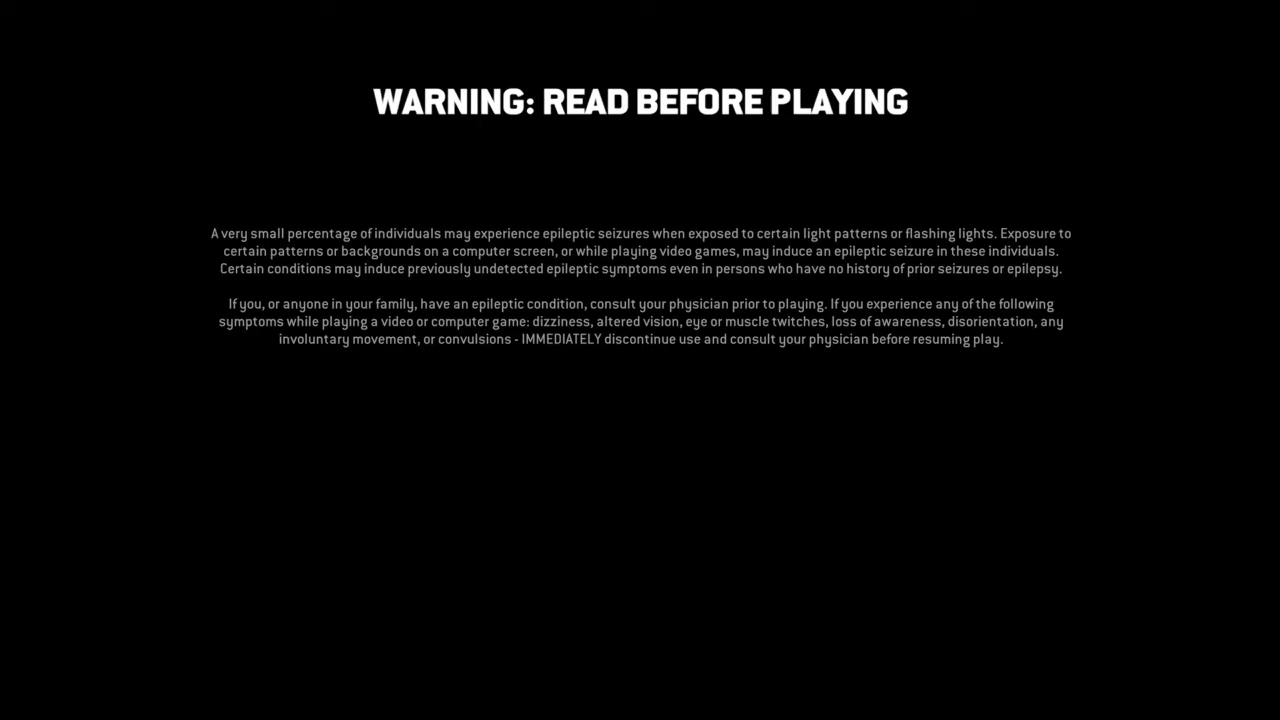 WARNING: READ BEFORE PLAYING
A very small percentage of individuals may experience epileptic seizures when exposed to certain light patterns or flashing lights. Exposure to
certain patterns or backgrounds on a computer screen, or while playing video games, may induce an epileptic seizure in these individuals.
Certain conditions may induce previously undetected epileptic symptoms even in persons who have no history of prior seizures or epilepsy.
If you, or anyone in your family, have an epileptic condition, consult your physician prior to playing. If you experience any of the following
symptoms while playing a video or computer game: dizziness, altered vision, eye or muscle twitches, loss of awareness, disorientation, any
involuntary movement, or convulsions - IMMEDIATELY discontinue use and consult your physician before resuming play.